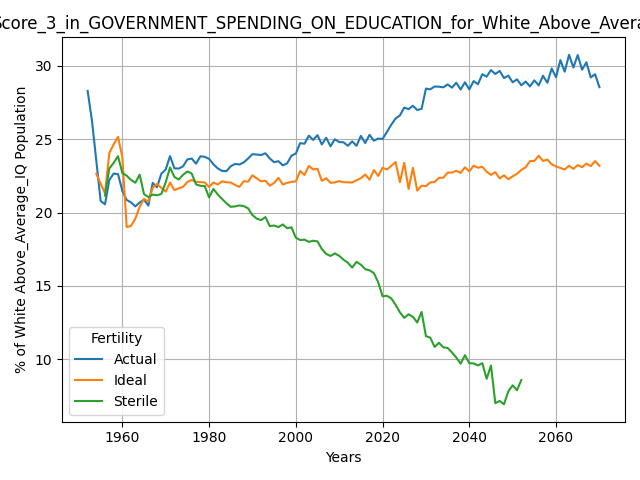 Score_3_in_GOVERNMENT_SPENDING_ON_EDUCATION_for_White_Above_Avera
% of White Above_Average_IQ Population
30
25
20
15
10
Fertility
Actual
Ideal
Sterile
1960
1980
2000
2020
2040
2060
Years